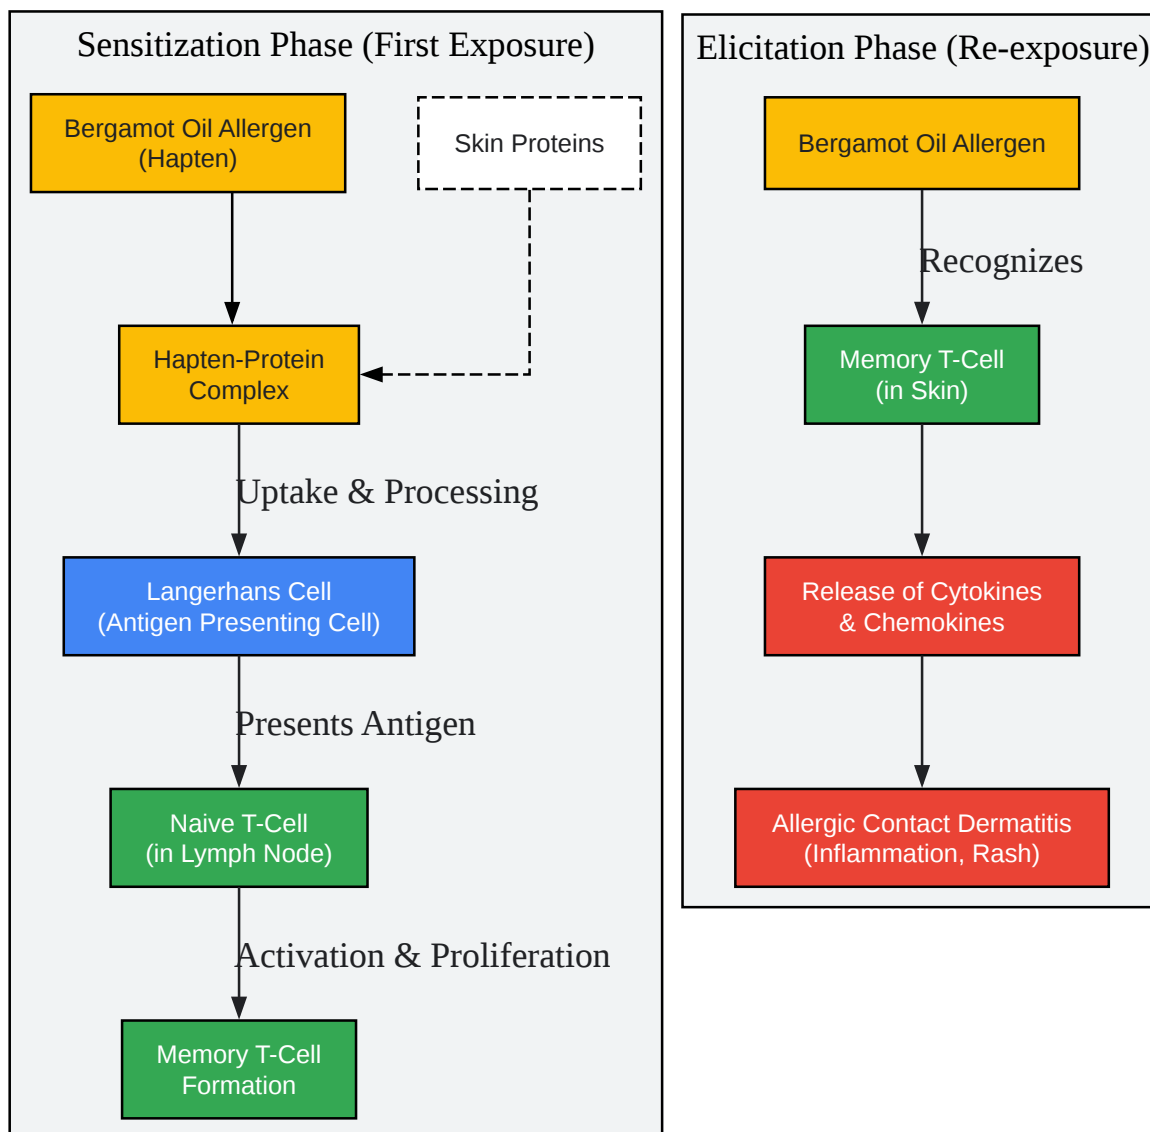 Sensitization Phase (First Exposure)
Bergamot Oil Allergen
(Hapten)
Skin Proteins
Hapten-Protein
Complex
Uptake & Processing
Langerhans Cell
(Antigen Presenting Cell)
Presents Antigen
Naive T-Cell
(in Lymph Node)
Activation & Proliferation
Memory T-Cell
Formation
Elicitation Phase (Re-exposure)
Bergamot Oil Allergen
Recognizes
Memory T-Cell
(in Skin)
Release of Cytokines
& Chemokines
Allergic Contact Dermatitis
(Inflammation, Rash)